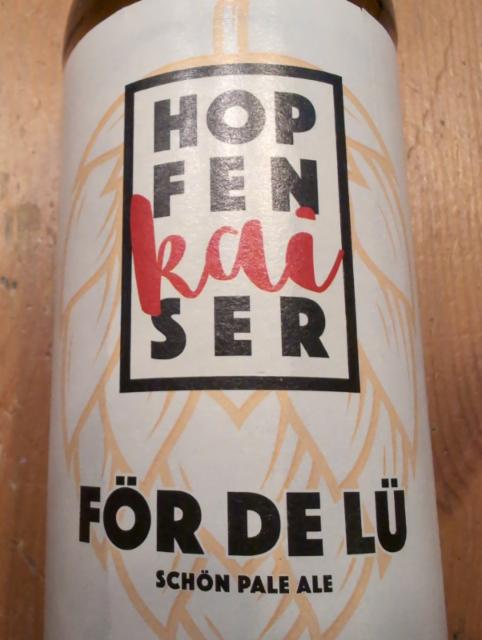 HOP
FEN
kai
SER
FÖR DE LÜ
SCHÖN PALE ALE